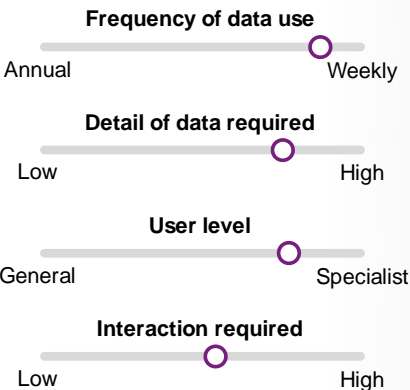 Frequency of data use
Annual Weekly
Detail of data required
Low High
User level
General Specialist
Interaction required
Low High